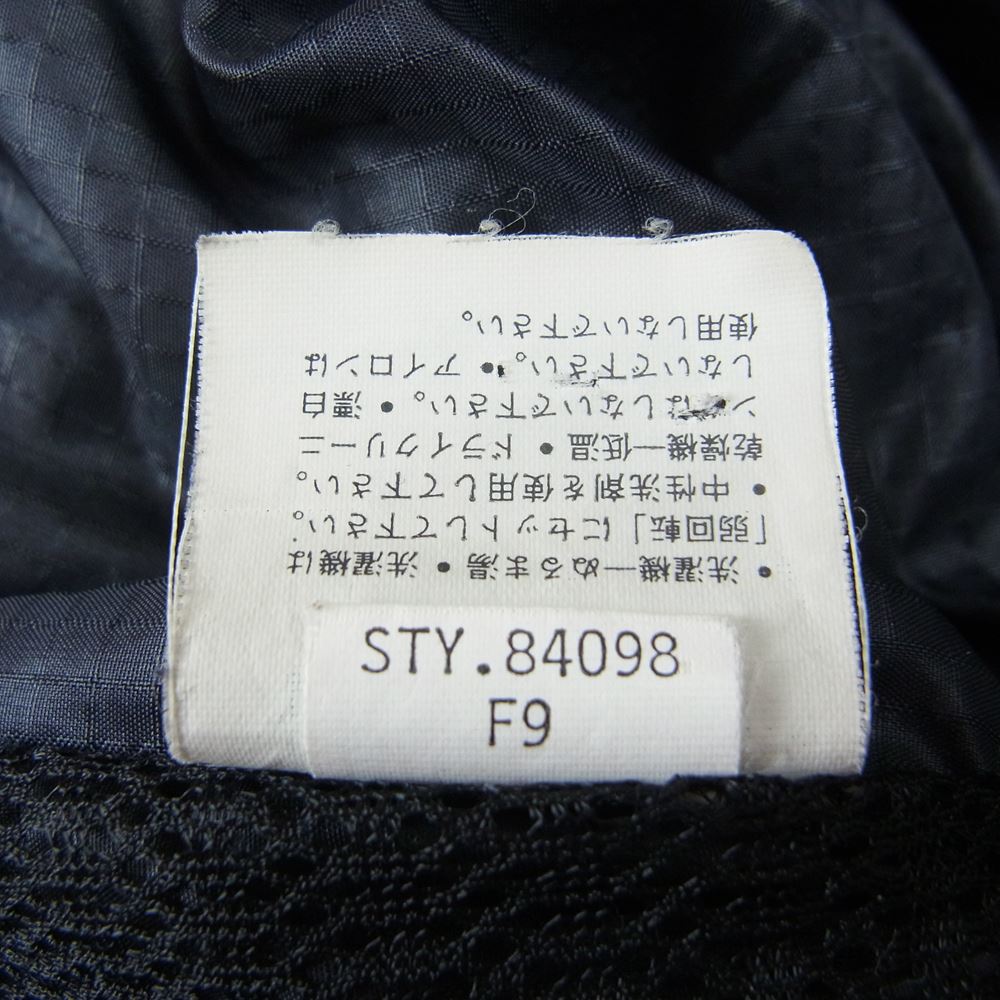 • 洗濯機―ぬるま湯 • 洗濯機は
「弱回転」にセットして下さい。
• 中性洗剤を使用して下さい。
乾燥機―低温 • ドライクリーニ
ングはしないで下さい。 • 漂白
しないで下さい。 • アイロンは
使用しないで下さい。
STY.84098
F9